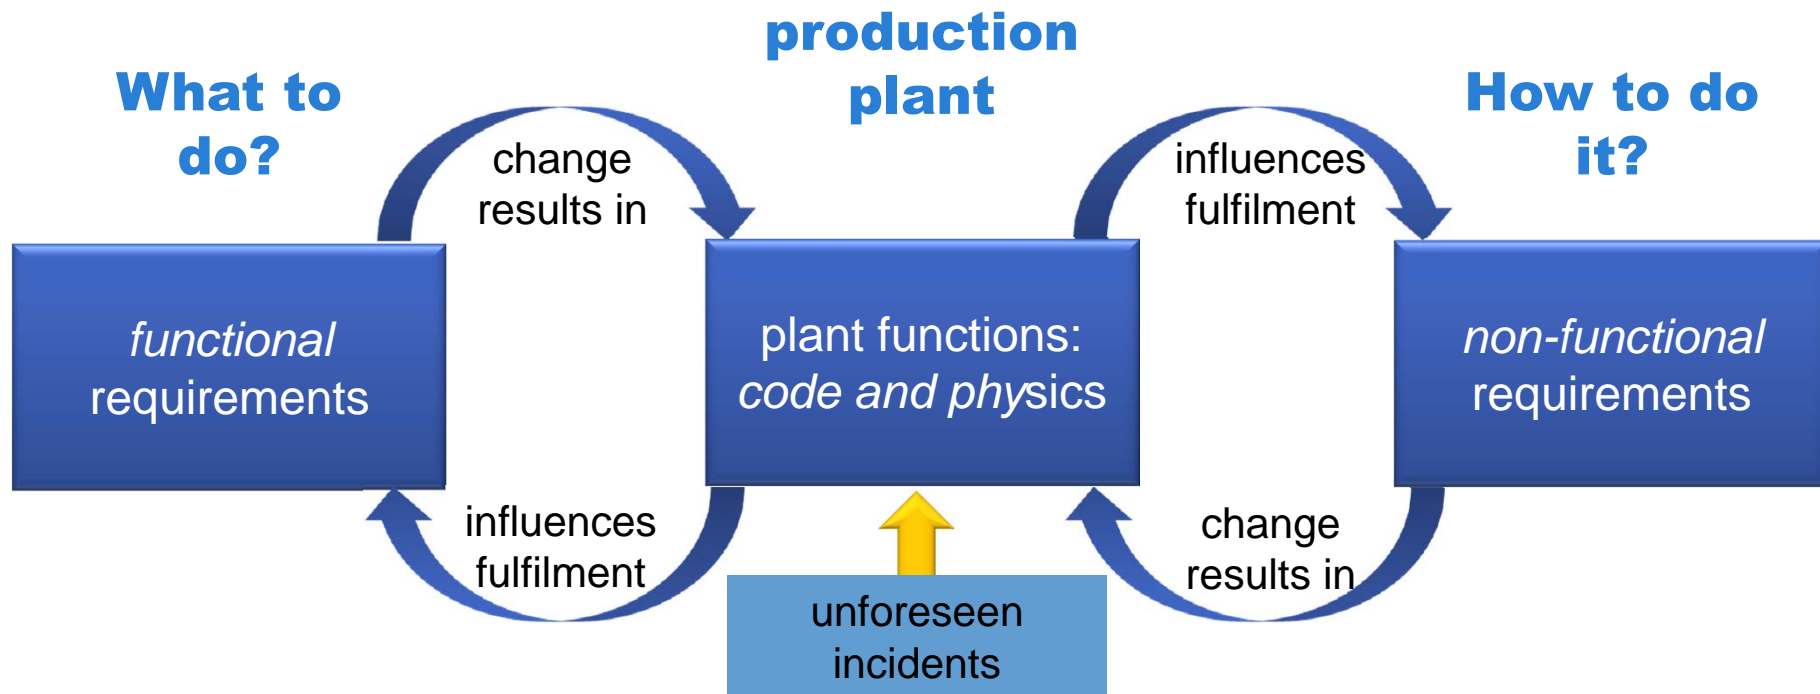 What to
do?
production
plant
How to do
it?
change
results in
influences
fulfilment
functional
requirements
plant functions:
code and physics
non-functional
requirements
influences
fulfilment
change
results in
unforeseen
incidents